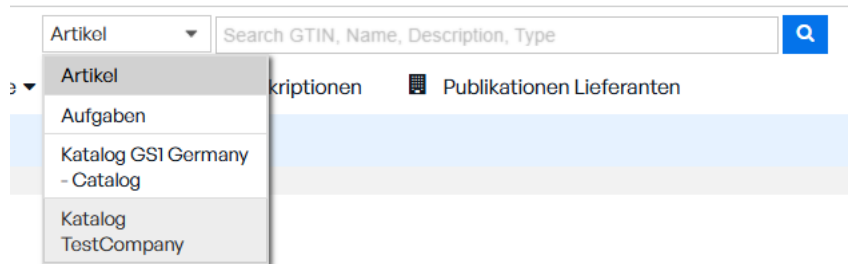 Artikel
Search GTIN, Name, Description, Type
Artikel
kriptionen
Publikationen Lieferanten
Aufgaben
Katalog GS1 Germany
- Catalog
Katalog
TestCompany